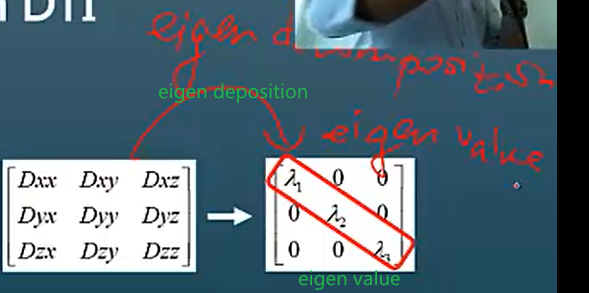 DTI
eigen decomposition
eigen deposition
eigen value
Dxx Dxy Dxz
Dyx Dyy Dyz
Dzx Dzy Dzz
λ₁ 0 0
0 λ₂ 0
0 0 λ₃
eigen value